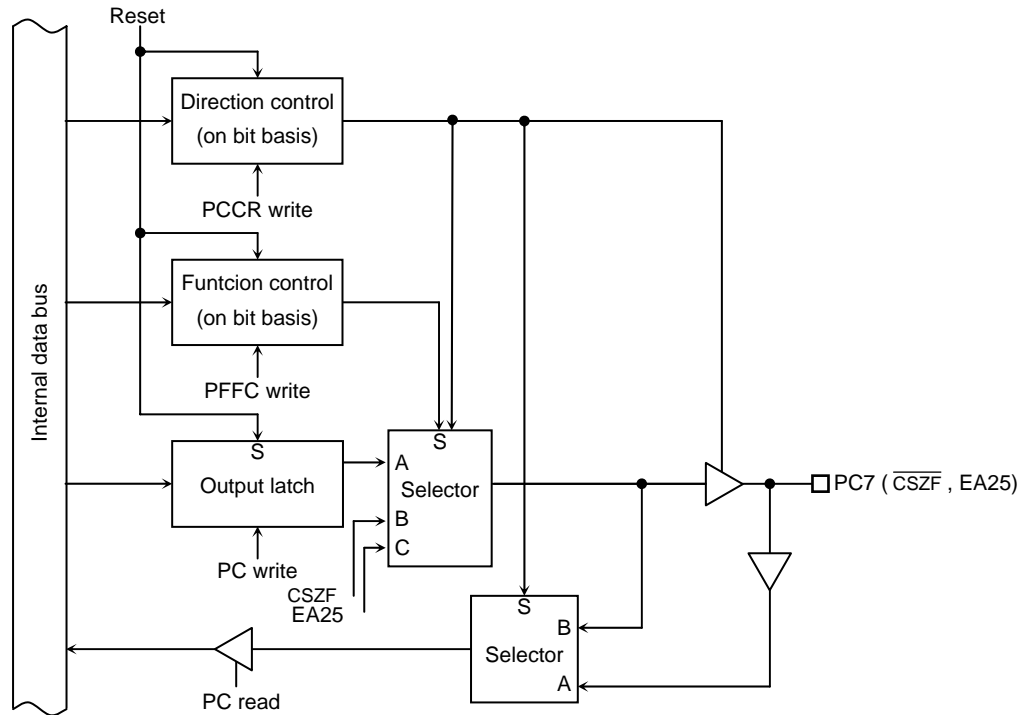 Reset
Internal data bus
Direction control
(on bit basis)
PCCR write
Funtcion control
(on bit basis)
PFFC write
S
Output latch
PC write
S
A
Selector
B
C
CSZF
EA25
PC7 ( CSZF , EA25)
S
B
Selector
A
PC read